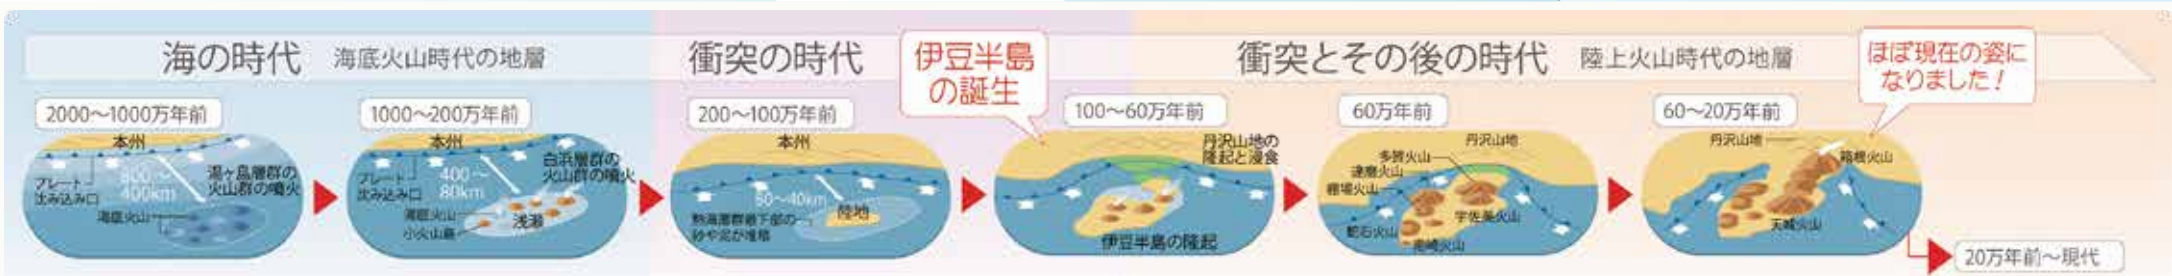 海の時代 海底火山時代の地層
衝突の時代
伊豆半島
の誕生
衝突とその後の時代 陸上火山時代の地層
ほぼ現在の姿に
なりました!
2000〜1000万年前
本州
プレート
沈み込み口
800〜
400km
湯ヶ島層群の
火山群の噴火
海底火山
1000〜200万年前
本州
プレート
沈み込み口
400〜
80km
白浜層群の
火山群の噴火
海底火山
小火山島
浅瀬
200〜100万年前
本州
80〜40km
熱海層群最下部の
砂や泥が堆積
陸地
100〜60万年前
丹沢山地の
隆起と浸食
伊豆半島の隆起
60万年前
丹沢山地
多賀火山
達磨火山
棚場火山
宇佐美火山
蛇石火山
南崎火山
60〜20万年前
丹沢山地
箱根火山
天城火山
20万年前〜現代